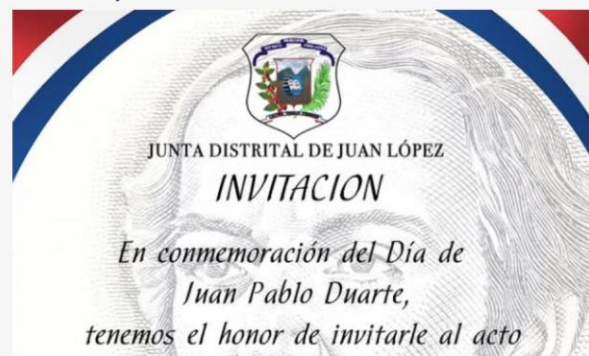 JUNTA DISTRITAL DE JUAN LÓPEZ
INVITACION
En conmemoración del Día de
Juan Pablo Duarte,
tenemos el honor de invitarle al acto